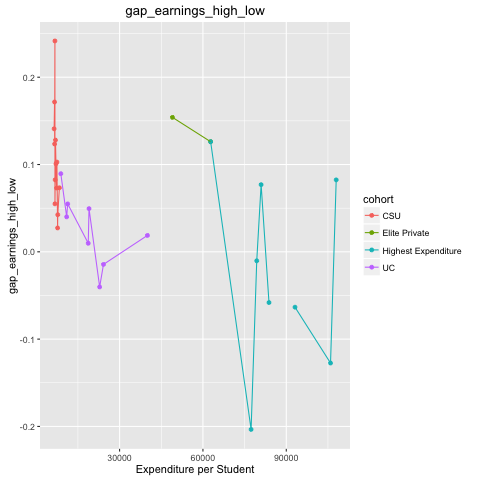 gap_earnings_high_low
gap_earnings_high_low
0.2
0.1
0.0
-0.1
-0.2
30000
60000
90000
Expenditure per Student
cohort
CSU
Elite Private
Highest Expenditure
UC